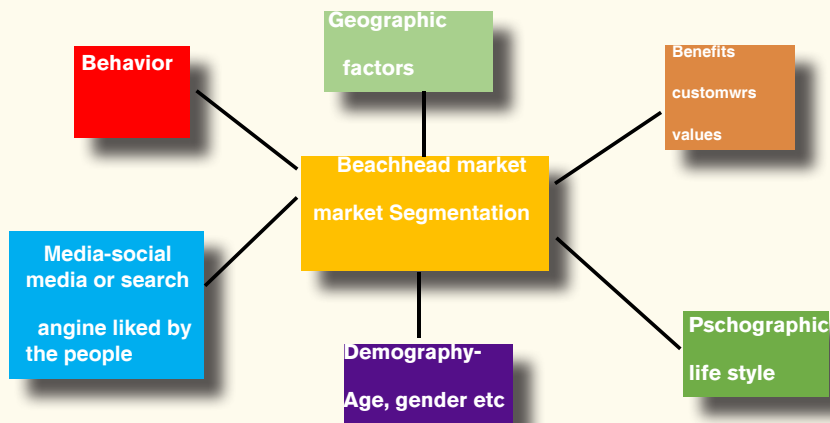 Geographic
factors
Behavior
Benefits
customwrs
values
Beachhead market
market Segmentation
Media-social
media or search
angine liked by
the people
Pschographic
life style
Demography-
Age, gender etc